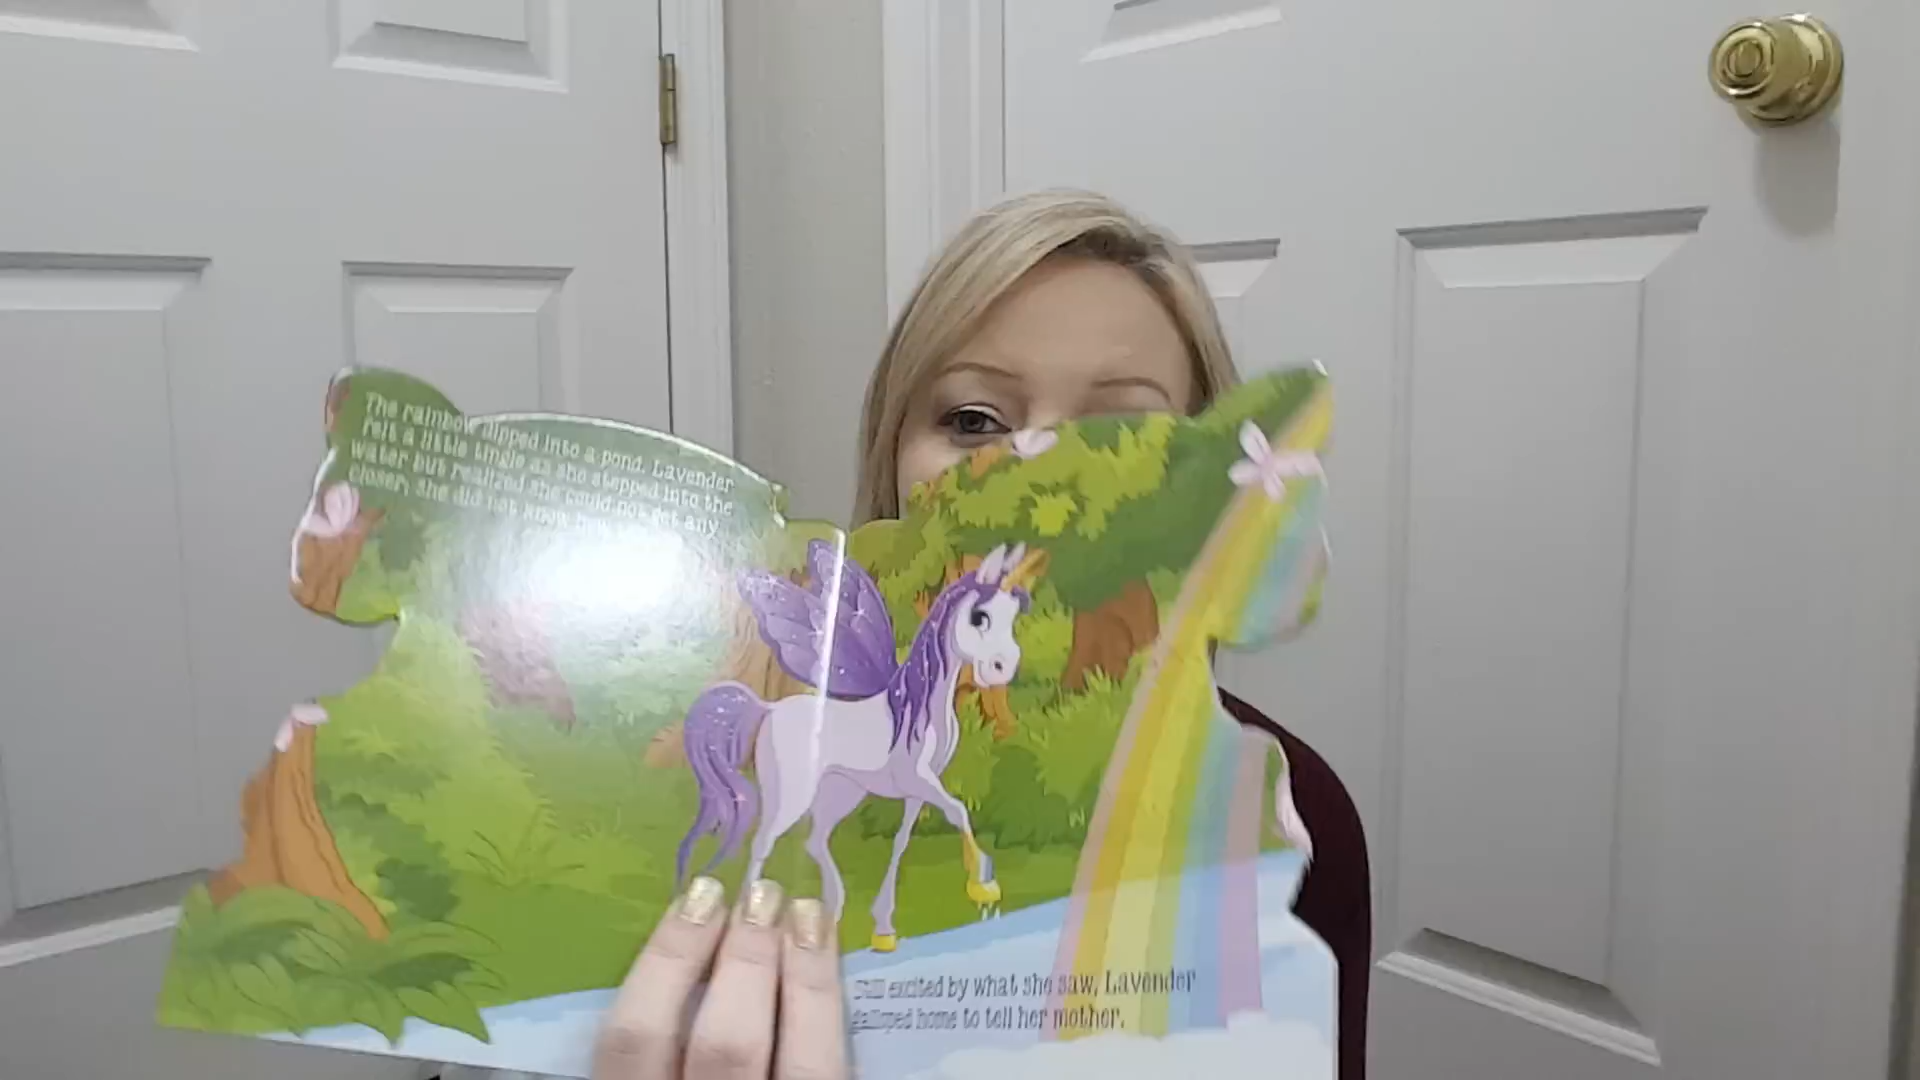 The rainbow dipped into a pond. Lavender
felt a little tingle as she stepped into the
water but realized she could not get any
closer; she did not know how
Still excited by what she saw, Lavender
galloped home to tell her mother.